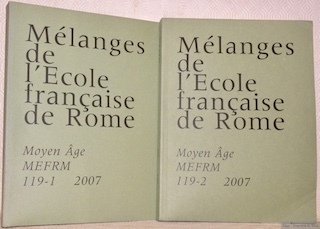 Mélanges
de
l'Ecole
française
de Rome
Moyen Âge
MEFRM
119-1 2007
Mélanges
de
l'Ecole
française
de Rome
Moyen Âge
MEFRM
119-2 2007